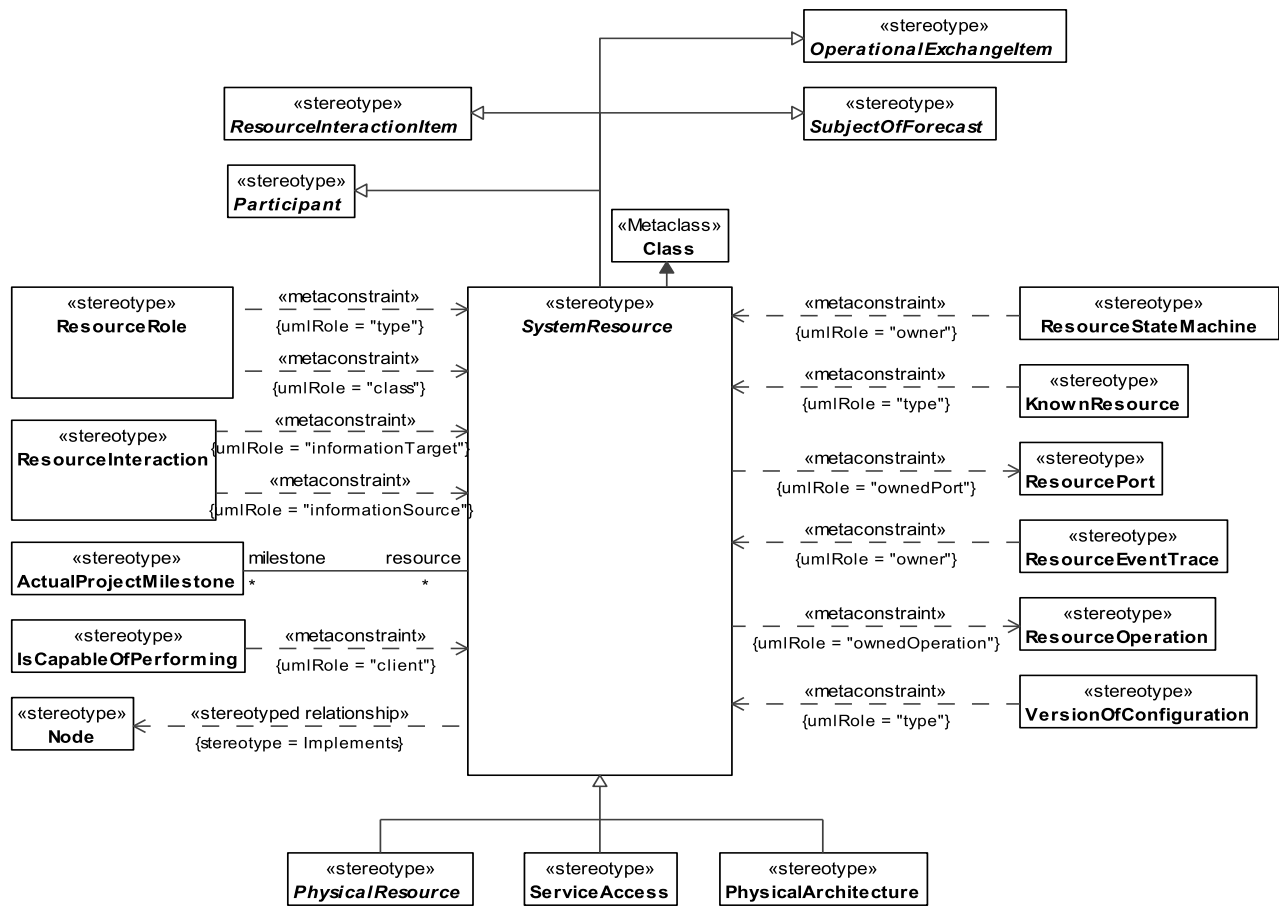 «stereotype»
OperationalExchangeItem
«stereotype»
ResourceInteractionItem
«stereotype»
SubjectOfForecast
«stereotype»
Participant
«Metaclass»
Class
«stereotype»
ResourceRole
«metaconstraint»
{umlRole = "type"}
«metaconstraint»
{umlRole = "class"}
«stereotype»
ResourceInteraction
«metaconstraint»
{umlRole = "informationTarget"}
«metaconstraint»
{umlRole = "informationSource"}
«stereotype»
ActualProjectMilestone
milestone
*
resource
*
«stereotype»
IsCapableOfPerforming
«metaconstraint»
{umlRole = "client"}
«stereotype»
Node
«stereotyped relationship»
{stereotype = Implements}
«stereotype»
SystemResource
«metaconstraint»
{umlRole = "owner"}
«stereotype»
ResourceStateMachine
«metaconstraint»
{umlRole = "type"}
«stereotype»
KnownResource
«metaconstraint»
{umlRole = "ownedPort"}
«stereotype»
ResourcePort
«metaconstraint»
{umlRole = "owner"}
«stereotype»
ResourceEventTrace
«metaconstraint»
{umlRole = "ownedOperation"}
«stereotype»
ResourceOperation
«metaconstraint»
{umlRole = "type"}
«stereotype»
VersionOfConfiguration
«stereotype»
PhysicalResource
«stereotype»
ServiceAccess
«stereotype»
PhysicalArchitecture